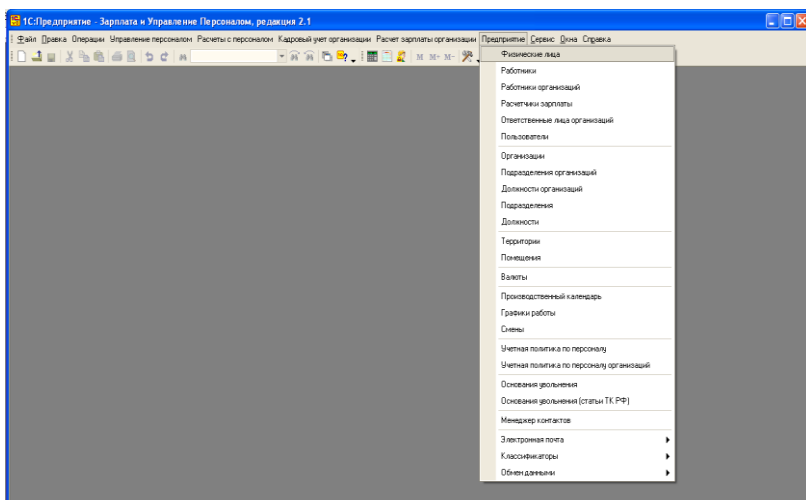 1С:Предприятие - Зарплата и Управление Персоналом, редакция 2.1
Файл Правка Операции Управление персоналом Расчеты с персоналом Кадровый учет организации Расчет зарплаты организации Предприятие Сервис Окна Справка
M M+ M-
Физические лица
Работники
Работники организаций
Расчетчики зарплаты
Ответственные лица организаций
Пользователи
Организации
Подразделения организаций
Должности организаций
Подразделения
Должности
Территории
Помещения
Валюты
Производственный календарь
Графики работы
Смены
Учетная политика по персоналу
Учетная политика по персоналу организаций
Основания увольнения
Основания увольнения (статьи ТК РФ)
Менеджер контактов
Электронная почта
Классификаторы
Обмен данными